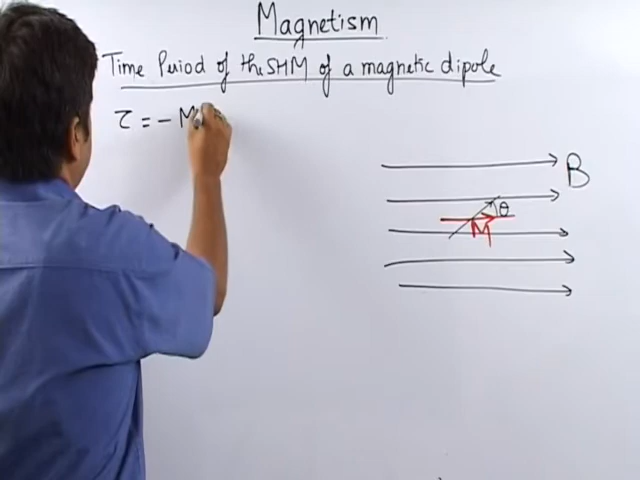 Magnetism
Time Period of the SHM of a magnetic dipole
τ = - M
B
θ
M